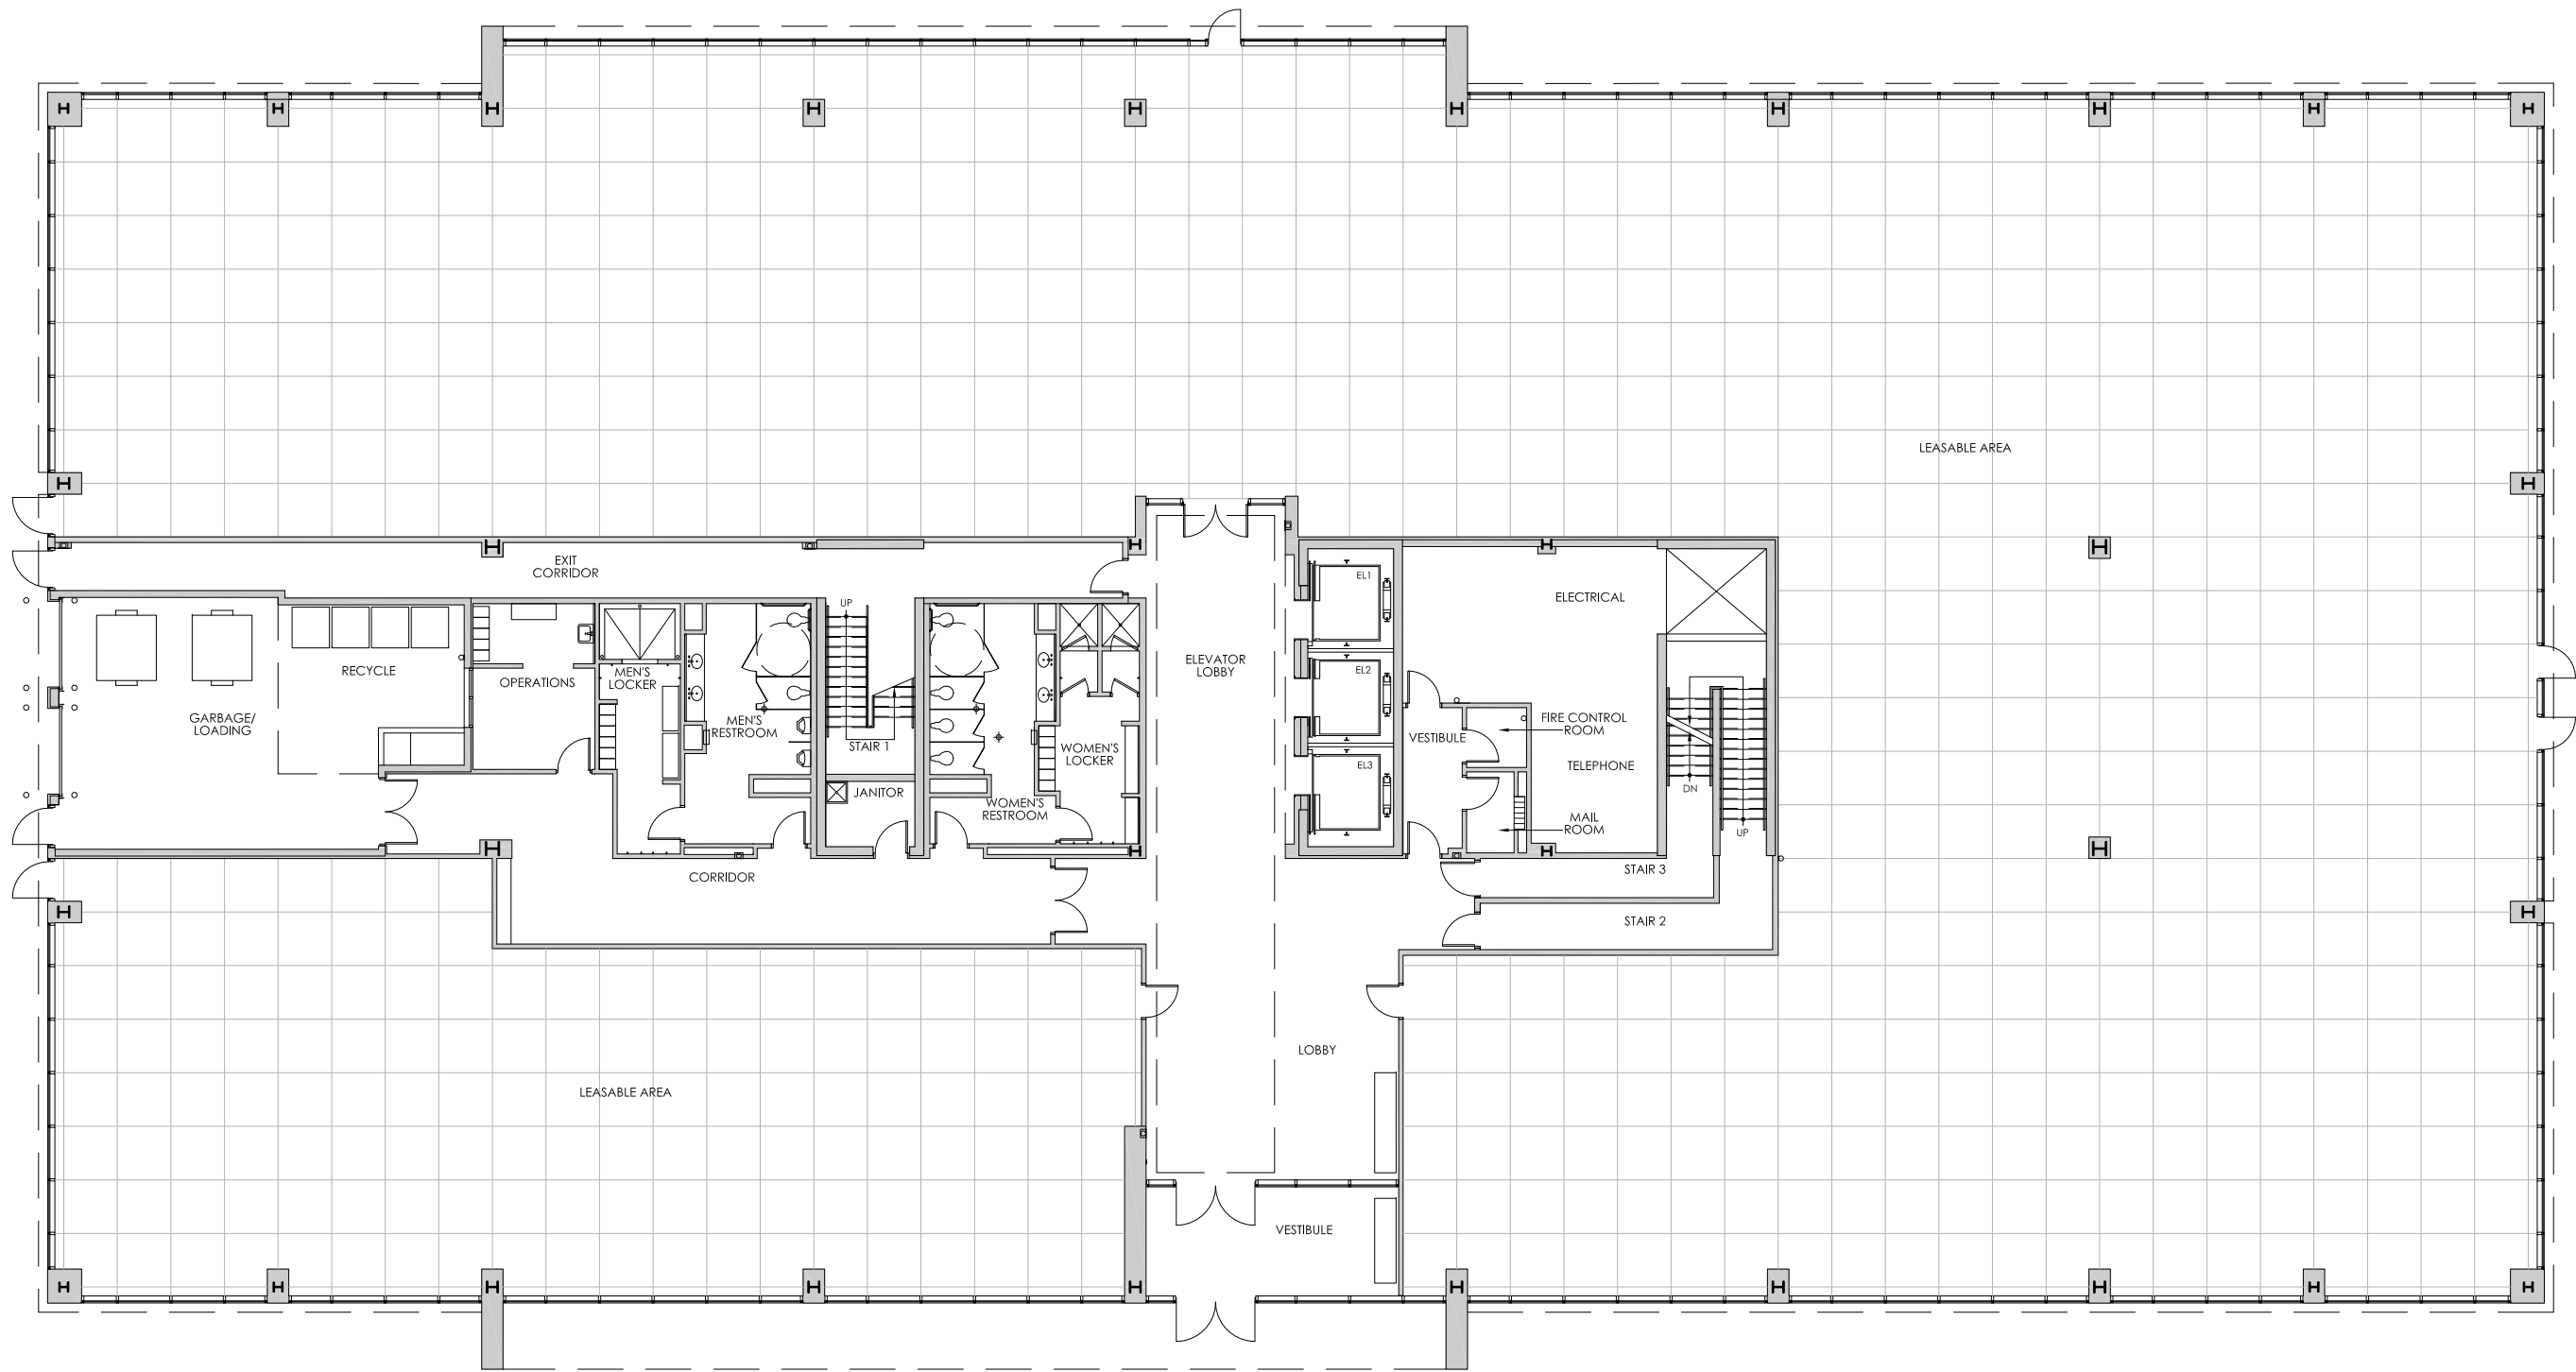 LEASABLE AREA
EXIT
CORRIDOR
EL1
ELECTRICAL
UP
ELEVATOR
LOBBY
EL2
RECYCLE
OPERATIONS
MEN'S
LOCKER
GARBAGE/
LOADING
MEN'S
RESTROOM
STAIR 1
WOMEN'S
LOCKER
VESTIBULE
FIRE CONTROL
ROOM
EL3
TELEPHONE
DN
JANITOR
WOMEN'S
RESTROOM
MAIL
ROOM
UP
CORRIDOR
STAIR 3
STAIR 2
LOBBY
LEASABLE AREA
VESTIBULE